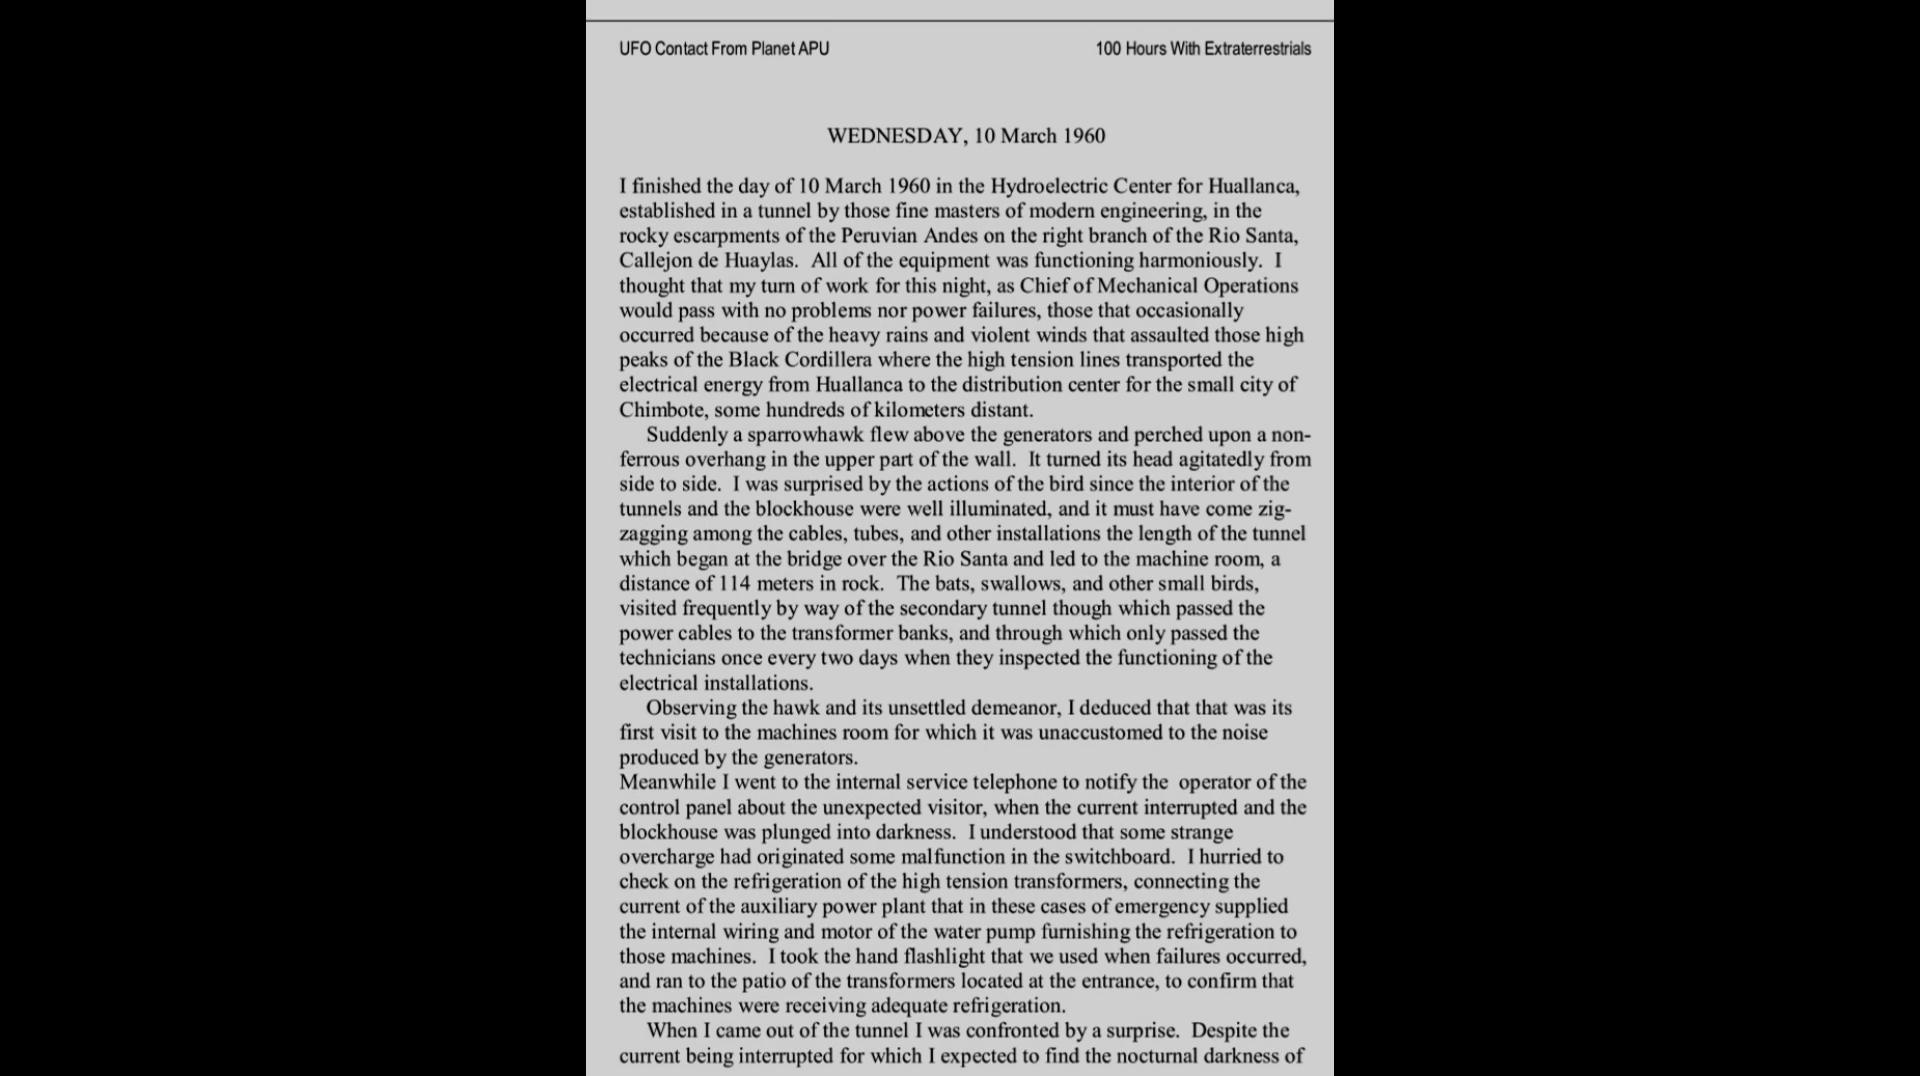 UFO Contact From Planet APU
100 Hours With Extraterrestrials
WEDNESDAY, 10 March 1960
I finished the day of 10 March 1960 in the Hydroelectric Center for Huallanca,
established in a tunnel by those fine masters of modern engineering, in the
rocky escarpments of the Peruvian Andes on the right branch of the Rio Santa,
Callejon de Huaylas.  All of the equipment was functioning harmoniously.  I
thought that my turn of work for this night, as Chief of Mechanical Operations
would pass with no problems nor power failures, those that occasionally
occurred because of the heavy rains and violent winds that assaulted those high
peaks of the Black Cordillera where the high tension lines transported the
electrical energy from Huallanca to the distribution center for the small city of
Chimbote, some hundreds of kilometers distant.
Suddenly a sparrowhawk flew above the generators and perched upon a non-
ferrous overhang in the upper part of the wall.  It turned its head agitatedly from
side to side.  I was surprised by the actions of the bird since the interior of the
tunnels and the blockhouse were well illuminated, and it must have come zig-
zagging among the cables, tubes, and other installations the length of the tunnel
which began at the bridge over the Rio Santa and led to the machine room, a
distance of 114 meters in rock.  The bats, swallows, and other small birds,
visited frequently by way of the secondary tunnel though which passed the
power cables to the transformer banks, and through which only passed the
technicians once every two days when they inspected the functioning of the
electrical installations.
Observing the hawk and its unsettled demeanor, I deduced that that was its
first visit to the machines room for which it was unaccustomed to the noise
produced by the generators.
Meanwhile I went to the internal service telephone to notify the  operator of the
control panel about the unexpected visitor, when the current interrupted and the
blockhouse was plunged into darkness.  I understood that some strange
overcharge had originated some malfunction in the switchboard.  I hurried to
check on the refrigeration of the high tension transformers, connecting the
current of the auxiliary power plant that in these cases of emergency supplied
the internal wiring and motor of the water pump furnishing the refrigeration to
those machines.  I took the hand flashlight that we used when failures occurred,
and ran to the patio of the transformers located at the entrance, to confirm that
the machines were receiving adequate refrigeration.
When I came out of the tunnel I was confronted by a surprise.  Despite the
current being interrupted for which I expected to find the nocturnal darkness of